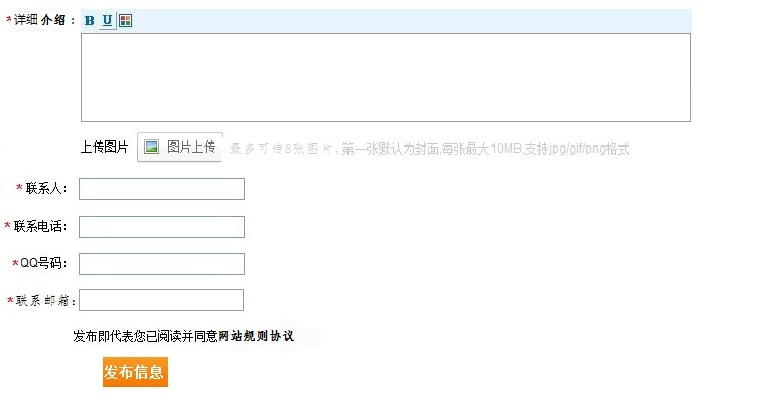 *详细介绍： B U
上传图片 图片上传 最多可传8张图片,第一张默认为封面,每张最大10MB,支持jpg/gif/png格式
*联系人：
*联系电话：
*QQ号码：
*联系邮箱：
发布即代表您已阅读并同意网站规则协议
发布信息